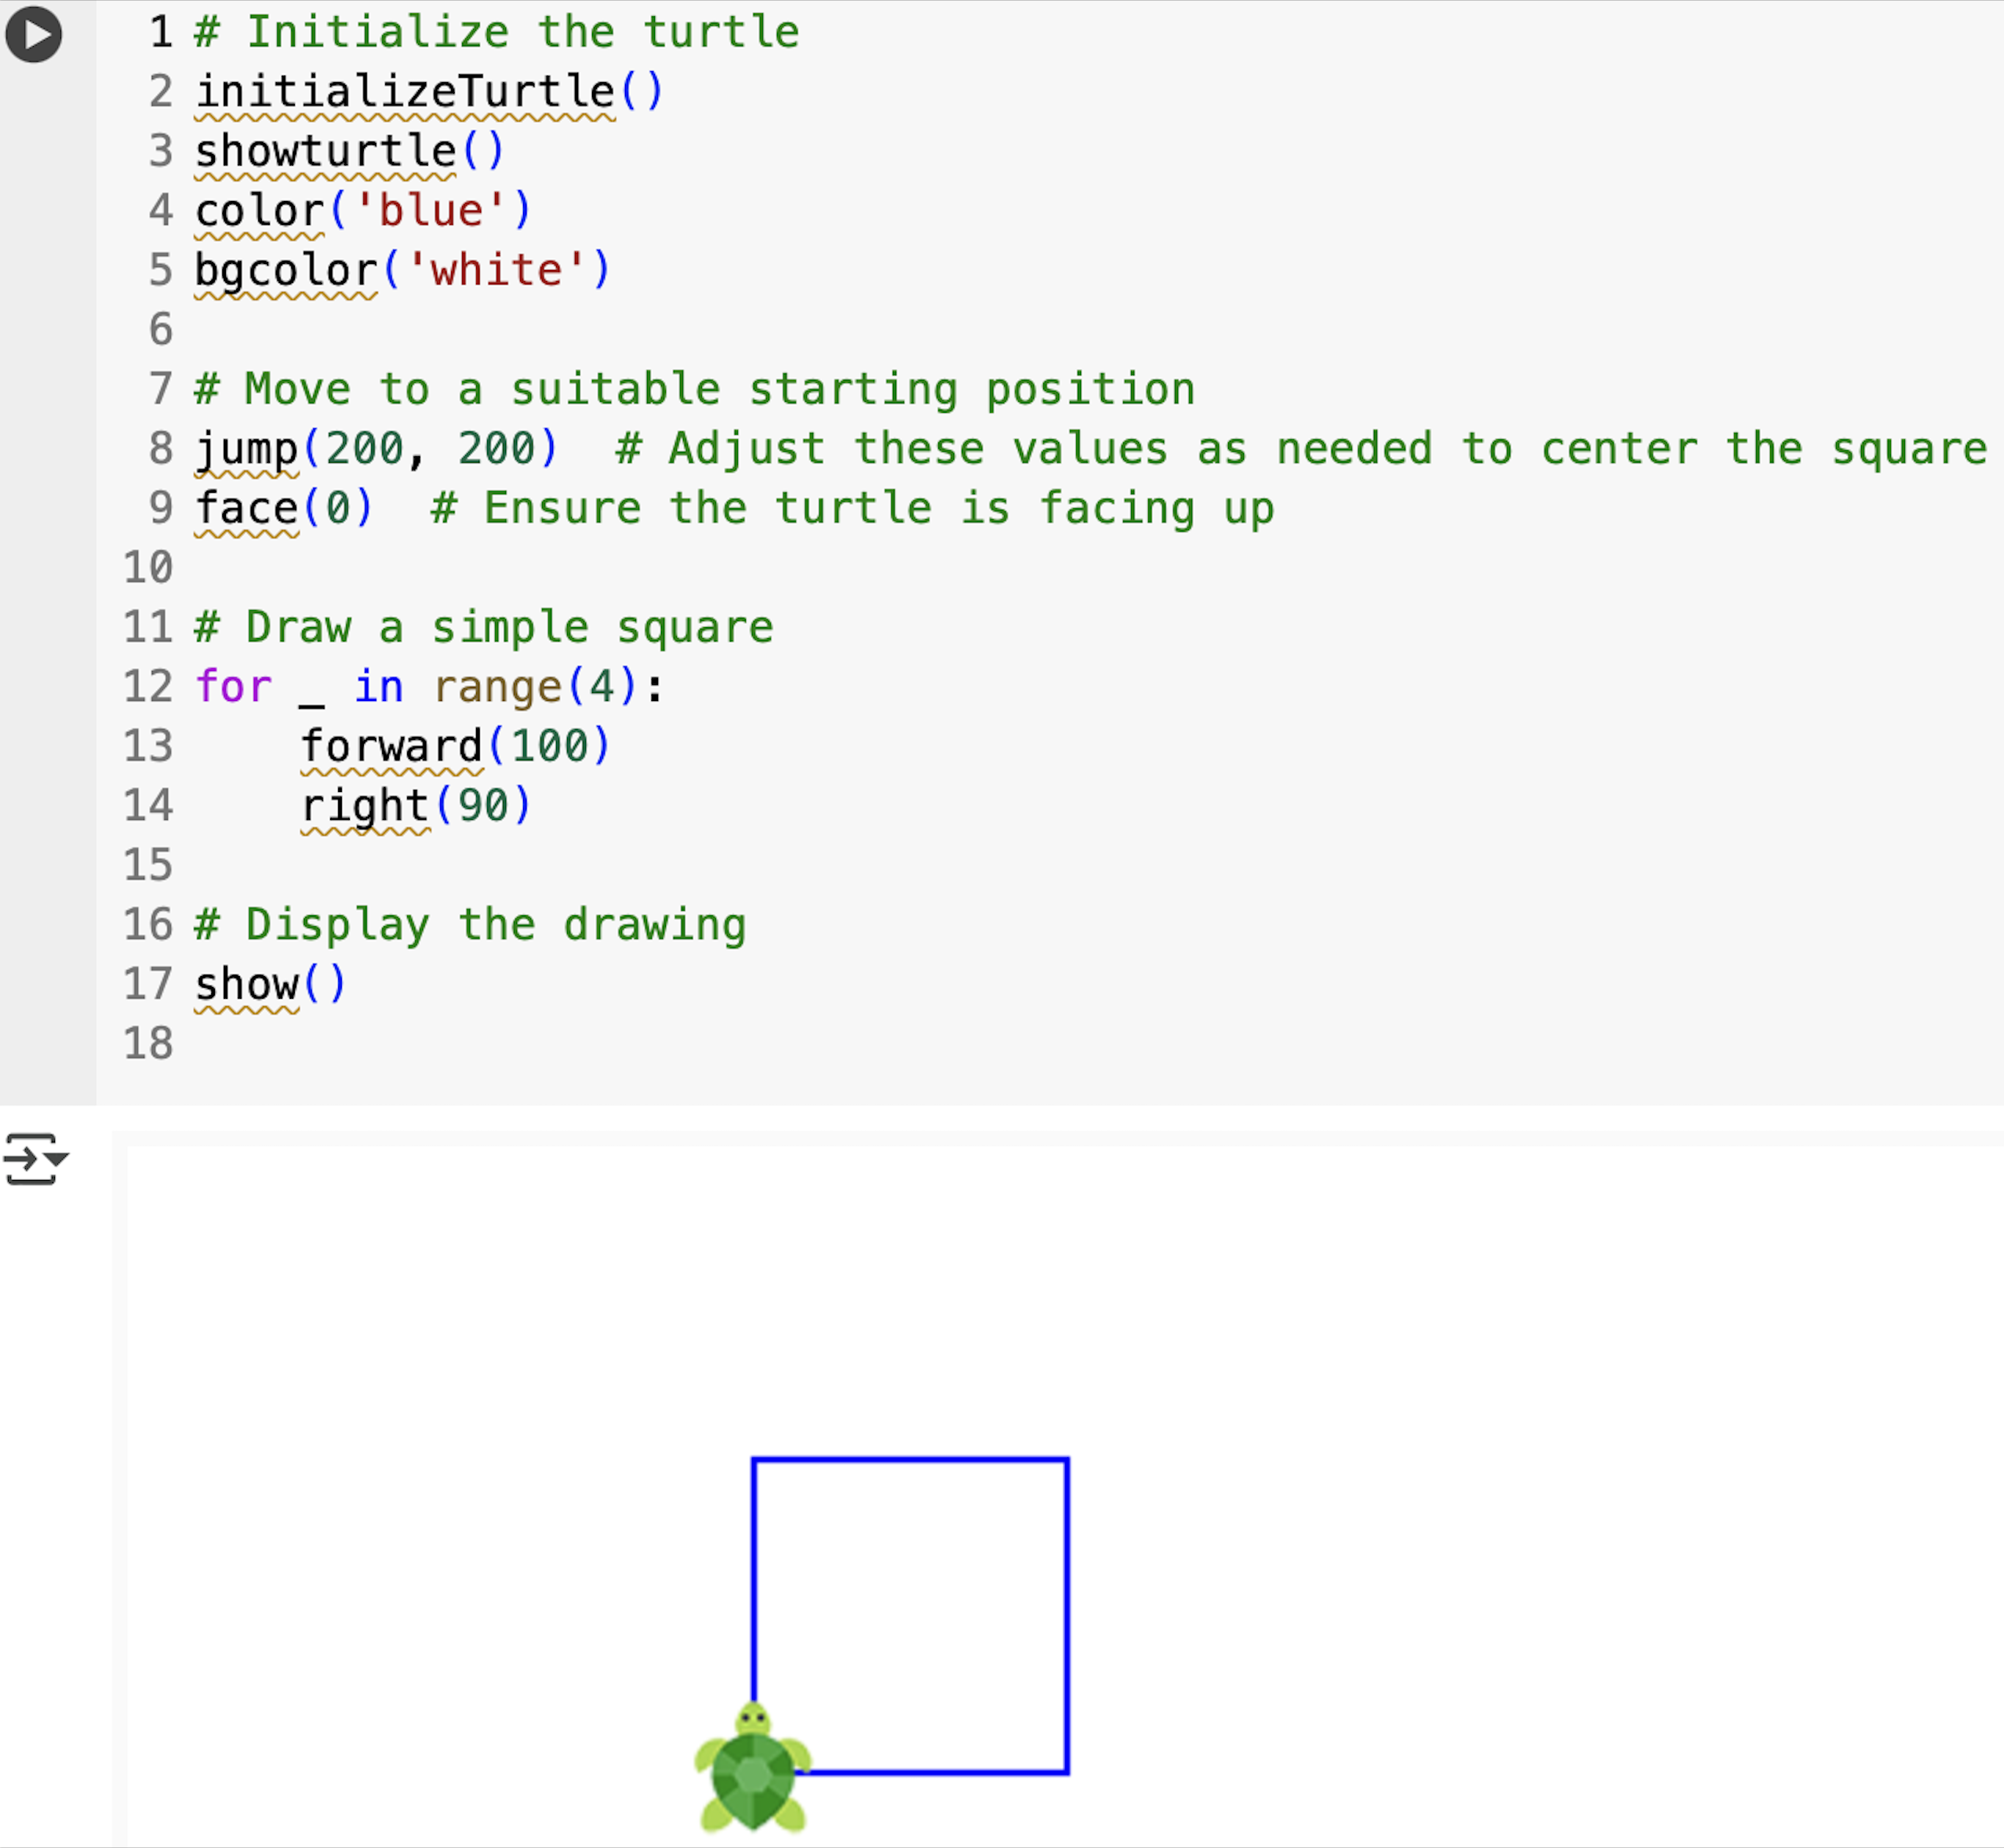 1 # Initialize the turtle
2 initializeTurtle()
3 showturtle()
4 color('blue')
5 bgcolor('white')
6
7 # Move to a suitable starting position
8 jump(200, 200)  # Adjust these values as needed to center the square
9 face(0)  # Ensure the turtle is facing up
10
11 # Draw a simple square
12 for _ in range(4):
13     forward(100)
14     right(90)
15
16 # Display the drawing
17 show()
18